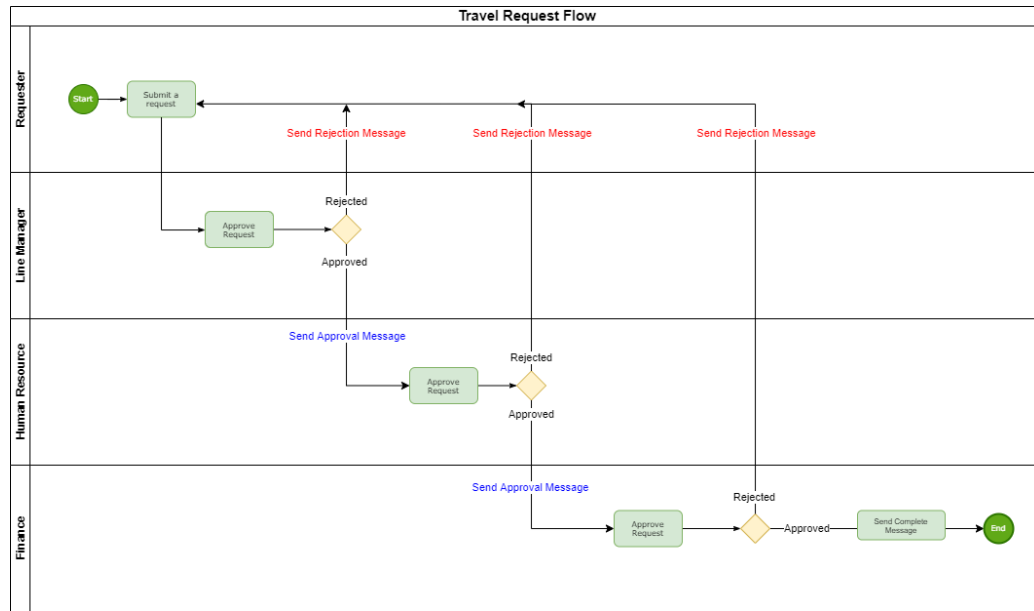 Travel Request Flow
Requester
Start
Submit a
request
Send Rejection Message
Send Rejection Message
Send Rejection Message
Line Manager
Approve
Request
Rejected
Approved
Human Resource
Send Approval Message
Approve
Request
Rejected
Approved
Finance
Send Approval Message
Approve
Request
Rejected
Approved
Send Complete
Message
End